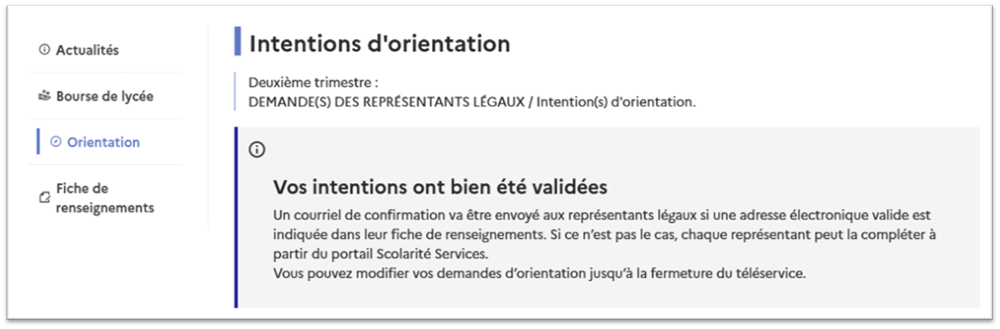 Actualités
Bourse de lycée
Orientation
Fiche de
renseignements
Intentions d'orientation
Deuxième trimestre :
DEMANDE(S) DES REPRÉSENTANTS LÉGAUX / Intention(s) d'orientation.
Vos intentions ont bien été validées
Un courriel de confirmation va être envoyé aux représentants légaux si une adresse électronique valide est
indiquée dans leur fiche de renseignements. Si ce n’est pas le cas, chaque représentant peut la compléter à
partir du portail Scolarité Services.
Vous pouvez modifier vos demandes d’orientation jusqu’à la fermeture du téléservice.